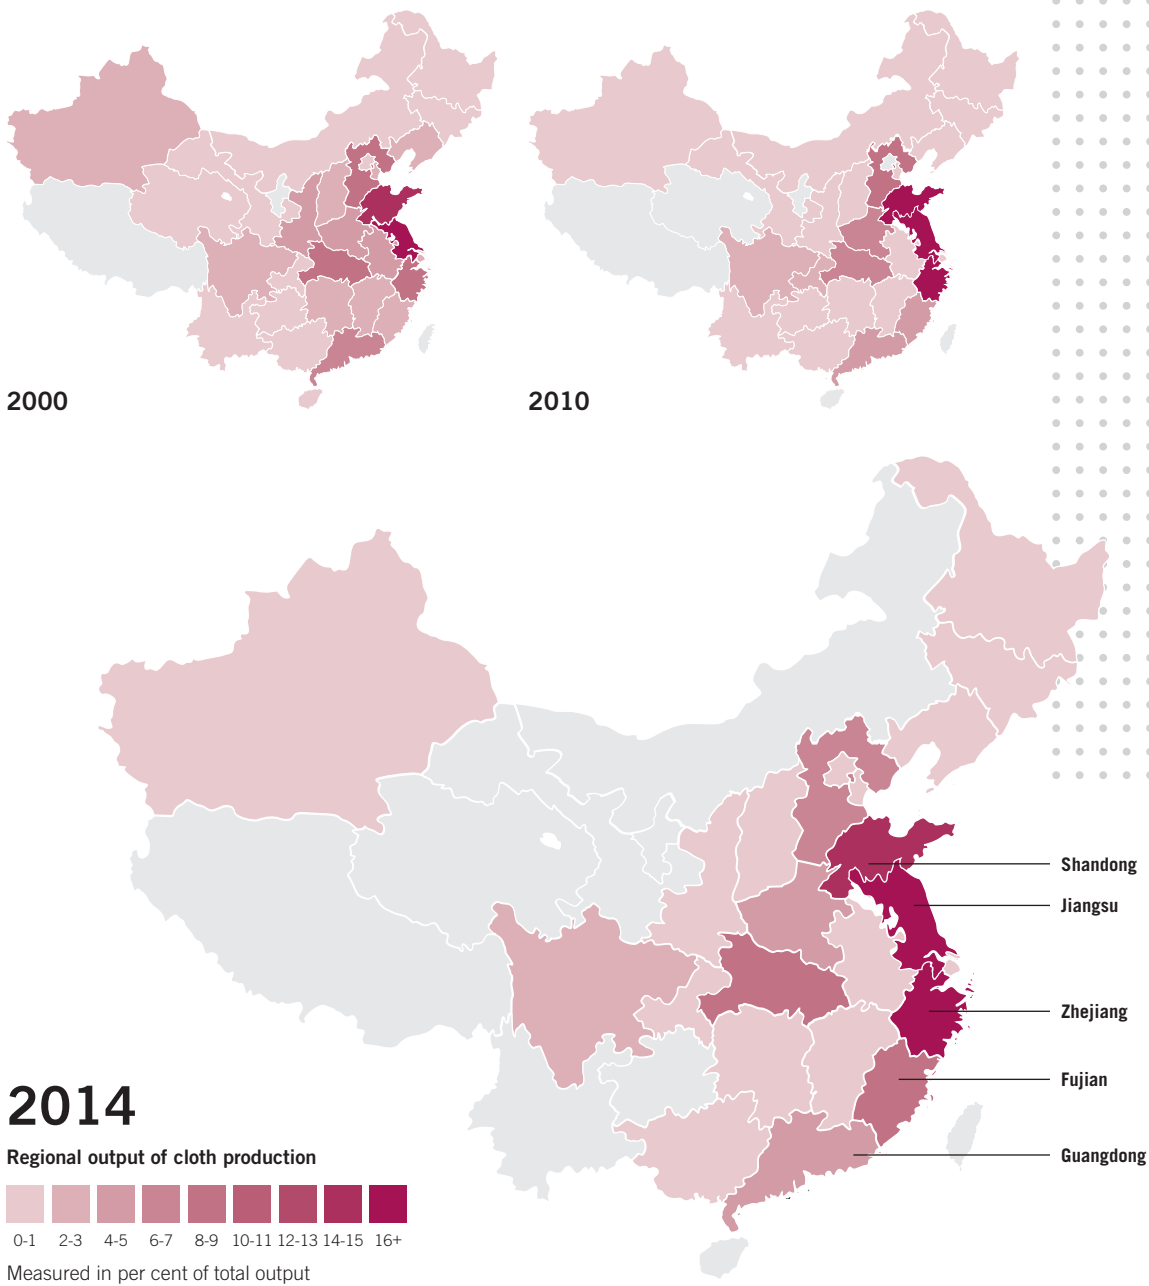 2000
2010
Shandong
Jiangsu
Zhejiang
Fujian
Guangdong
2014
Regional output of cloth production
0-1 2-3 4-5 6-7 8-9 10-11 12-13 14-15 16+
Measured in per cent of total output